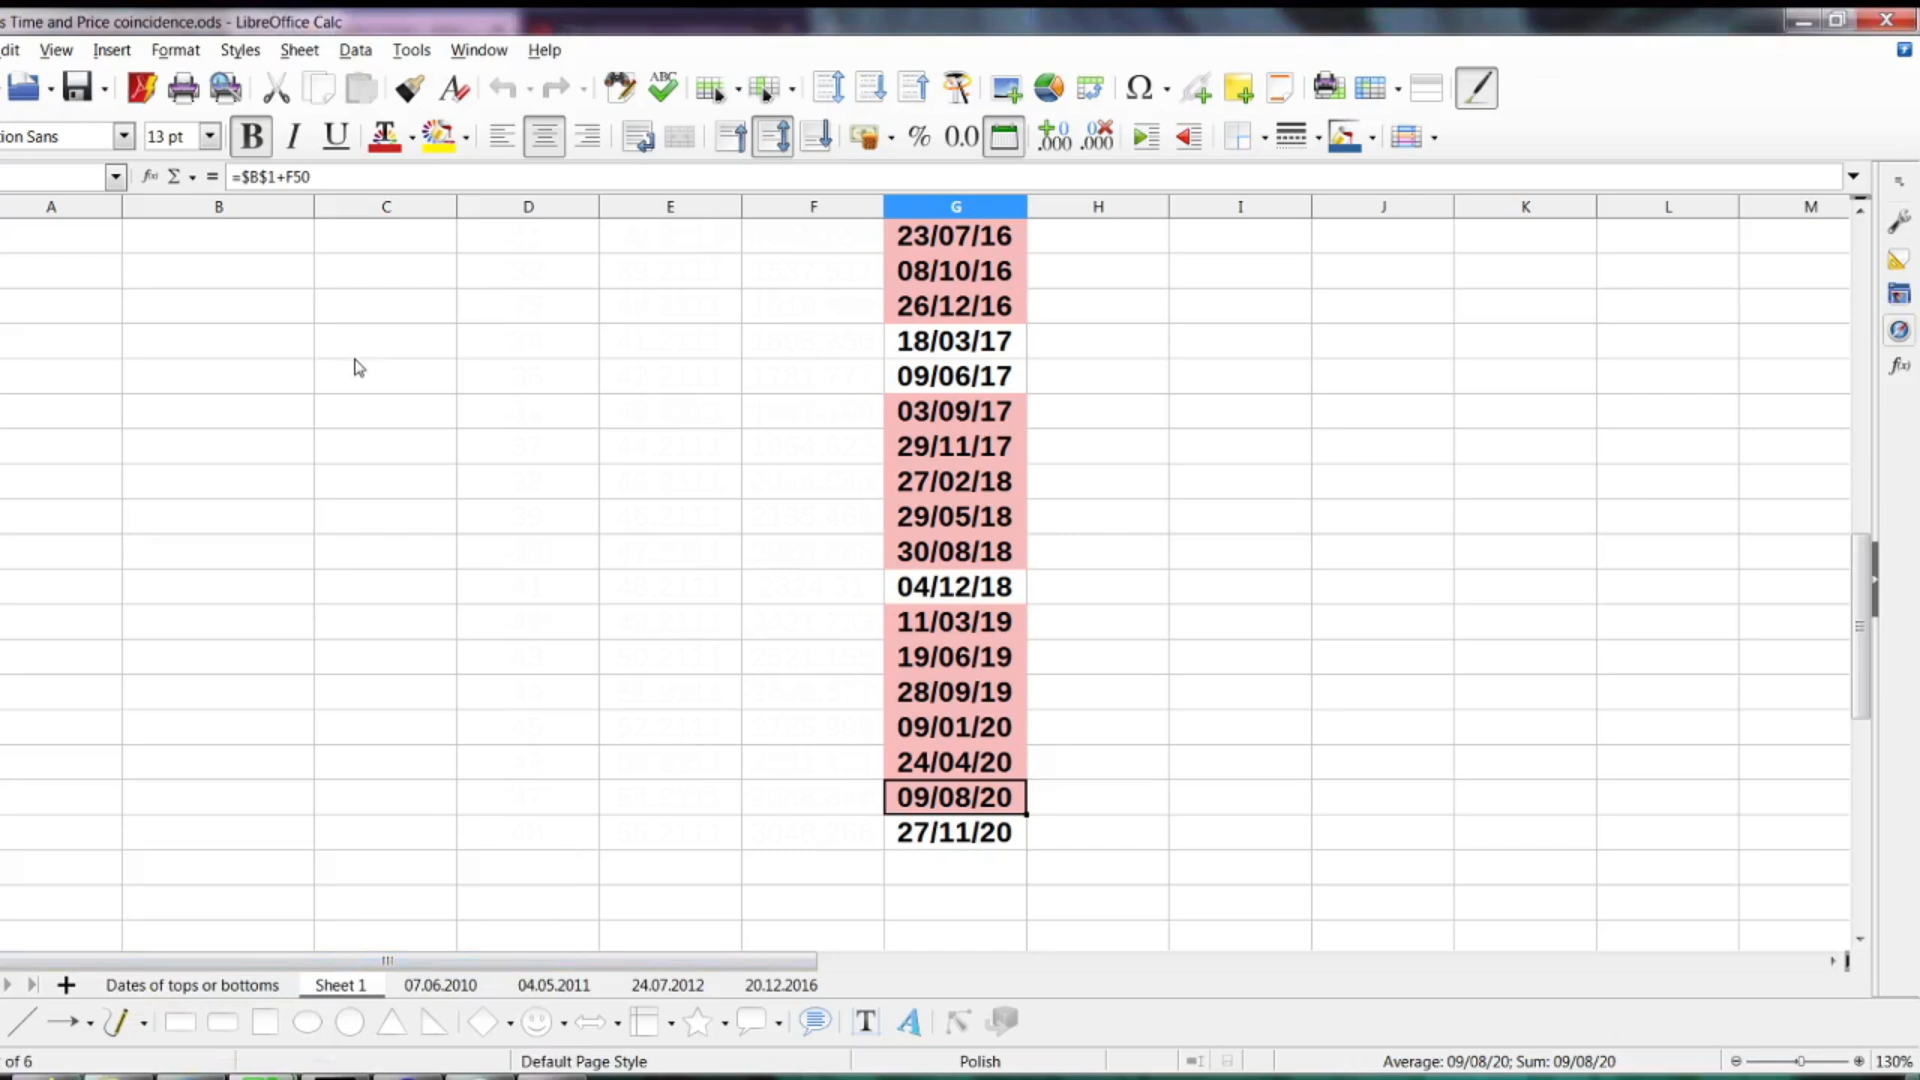 s Time and Price coincidence.ods - LibreOffice Calc
dit View Insert Format Styles Sheet Data Tools Window Help
ion Sans 13 pt
=$B$1+F50
A B C D E F G H I J K L M
23/07/16
08/10/16
26/12/16
18/03/17
09/06/17
03/09/17
29/11/17
27/02/18
29/05/18
30/08/18
04/12/18
11/03/19
19/06/19
28/09/19
09/01/20
24/04/20
09/08/20
27/11/20
Dates of tops or bottoms Sheet 1 07.06.2010 04.05.2011 24.07.2012 20.12.2016
of 6 Default Page Style Polish Average: 09/08/20; Sum: 09/08/20 130%